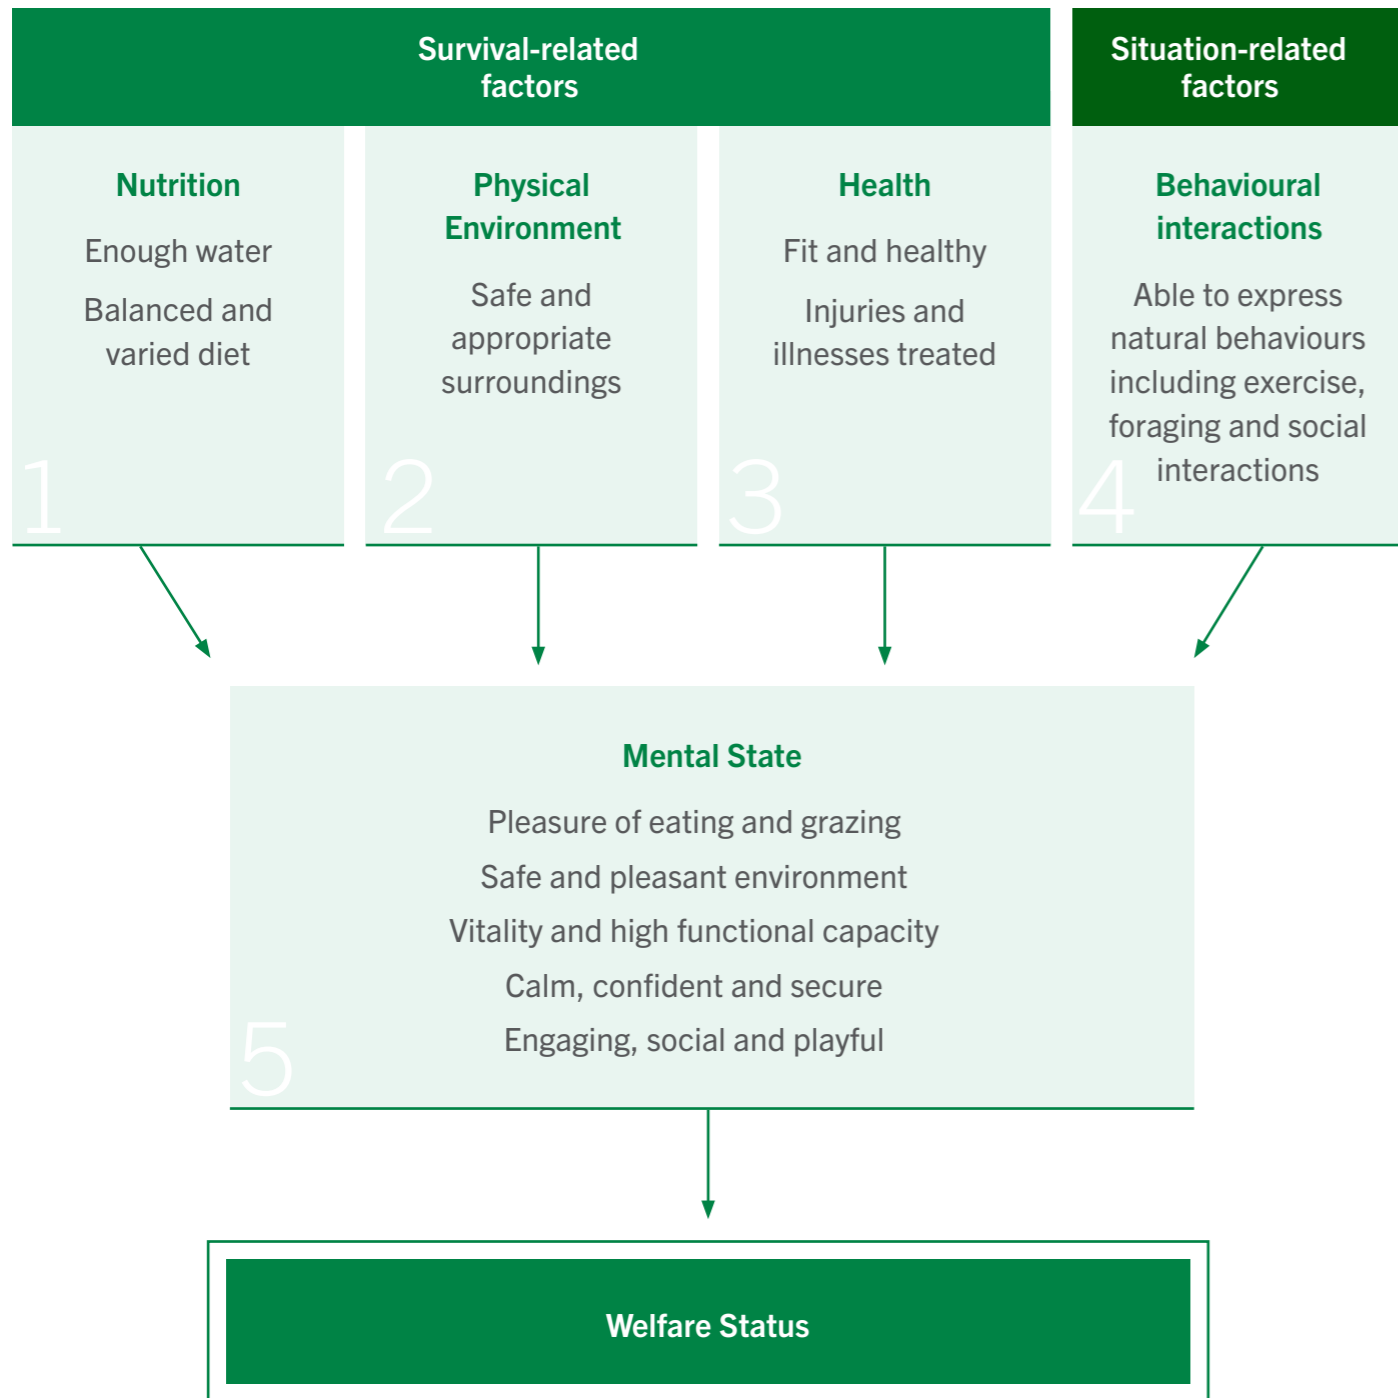 Survival-related
factors
Situation-related
factors
Nutrition
Enough water
Balanced and
varied diet
1
Physical
Environment
Safe and
appropriate
surroundings
2
Health
Fit and healthy
Injuries and
illnesses treated
3
Behavioural
interactions
Able to express
natural behaviours
including exercise,
foraging and social
interactions
4
Mental State
Pleasure of eating and grazing
Safe and pleasant environment
Vitality and high functional capacity
Calm, confident and secure
Engaging, social and playful
5
Welfare Status